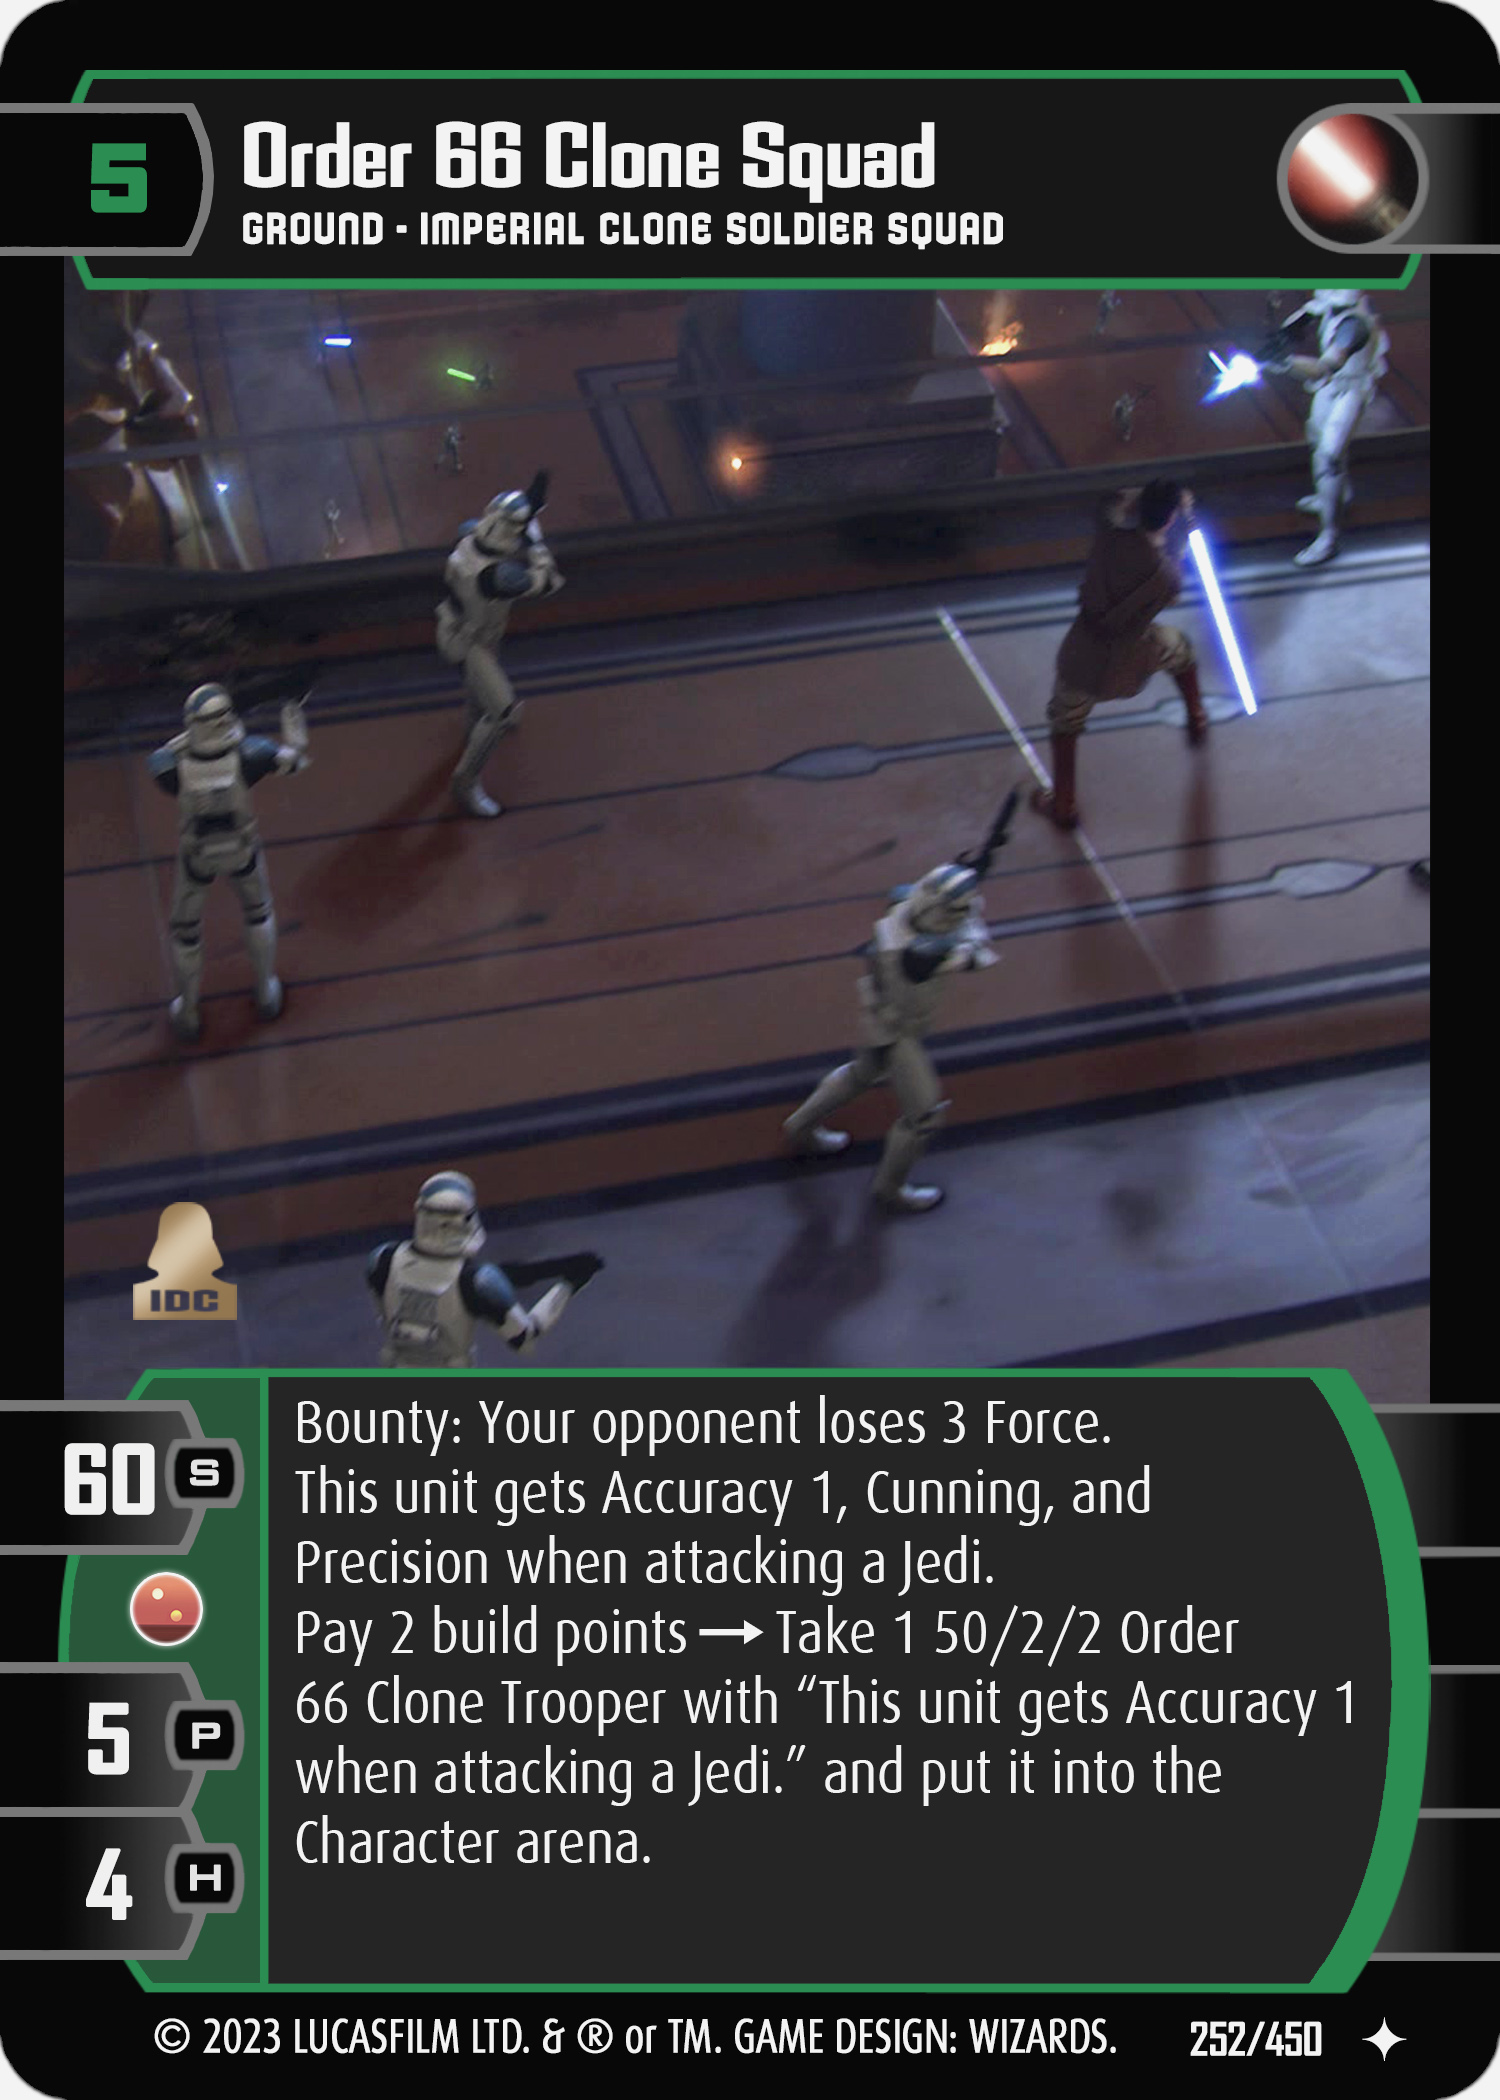 5
Order 66 Clone Squad
GROUND - IMPERIAL CLONE SOLDIER SQUAD
IDC
60 S
5 P
4 H
Bounty: Your opponent loses 3 Force.
This unit gets Accuracy 1, Cunning, and
Precision when attacking a Jedi.
Pay 2 build points → Take 1 50/2/2 Order
66 Clone Trooper with “This unit gets Accuracy 1
when attacking a Jedi.” and put it into the
Character arena.
© 2023 LUCASFILM LTD. & ® or TM. GAME DESIGN: WIZARDS.
252/450